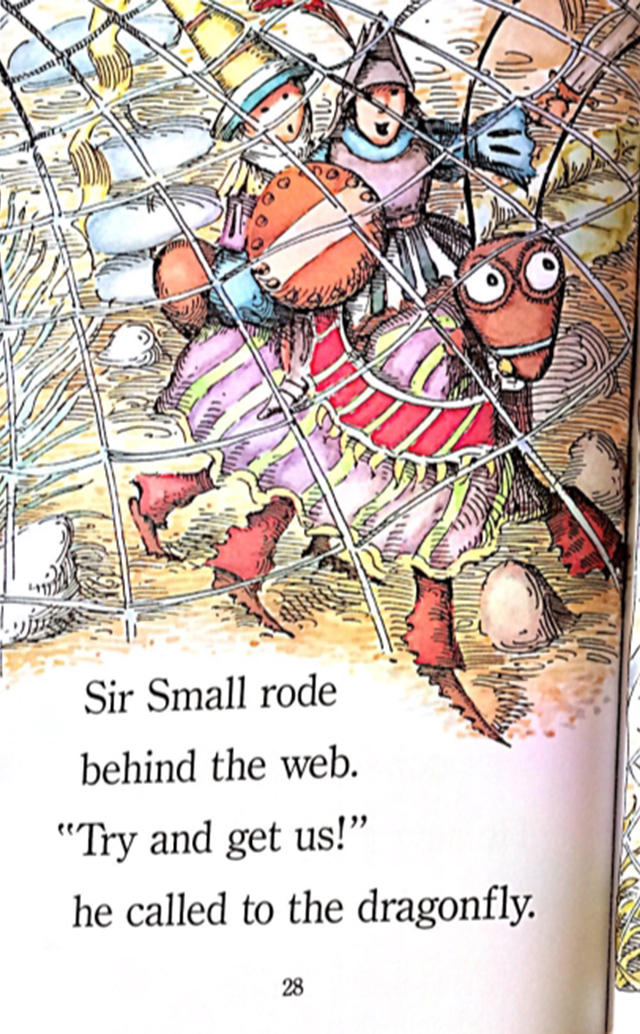 Sir Small rode
behind the web.
“Try and get us!”
he called to the dragonfly.
28